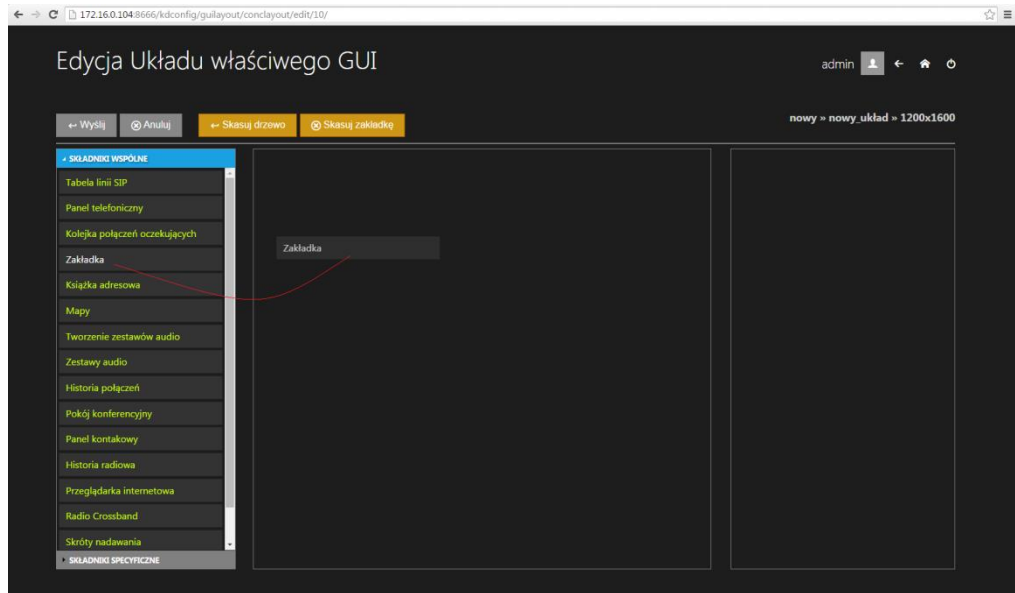 172.16.0.104:8666/kdconfig/guilayout/conclayout/edit/10/
Edycja Układu właściwego GUI
admin
Wyślij
Anuluj
Skasuj drzewo
Skasuj zakładkę
nowy » nowy_układ » 1200x1600
SKŁADNIKI WSPÓLNE
Tabela linii SIP
Panel telefoniczny
Kolejka połączeń oczekujących
Zakładka
Zakładka
Książka adresowa
Mapy
Tworzenie zestawów audio
Zestawy audio
Historia połączeń
Pokój konferencyjny
Panel kontakowy
Historia radiowa
Przeglądarka internetowa
Radio Crossband
Skróty nadawania
SKŁADNIKI SPECYFICZNE